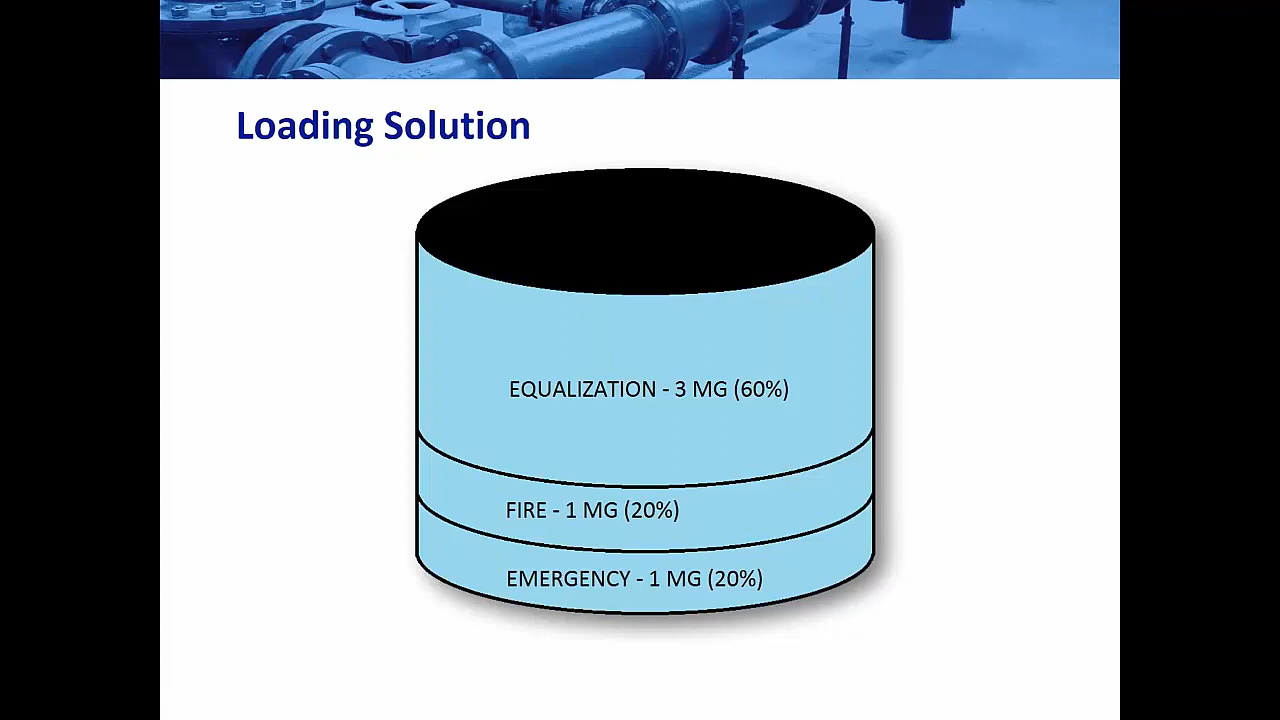 Loading Solution
EQUALIZATION - 3 MG (60%)
FIRE - 1 MG (20%)
EMERGENCY - 1 MG (20%)